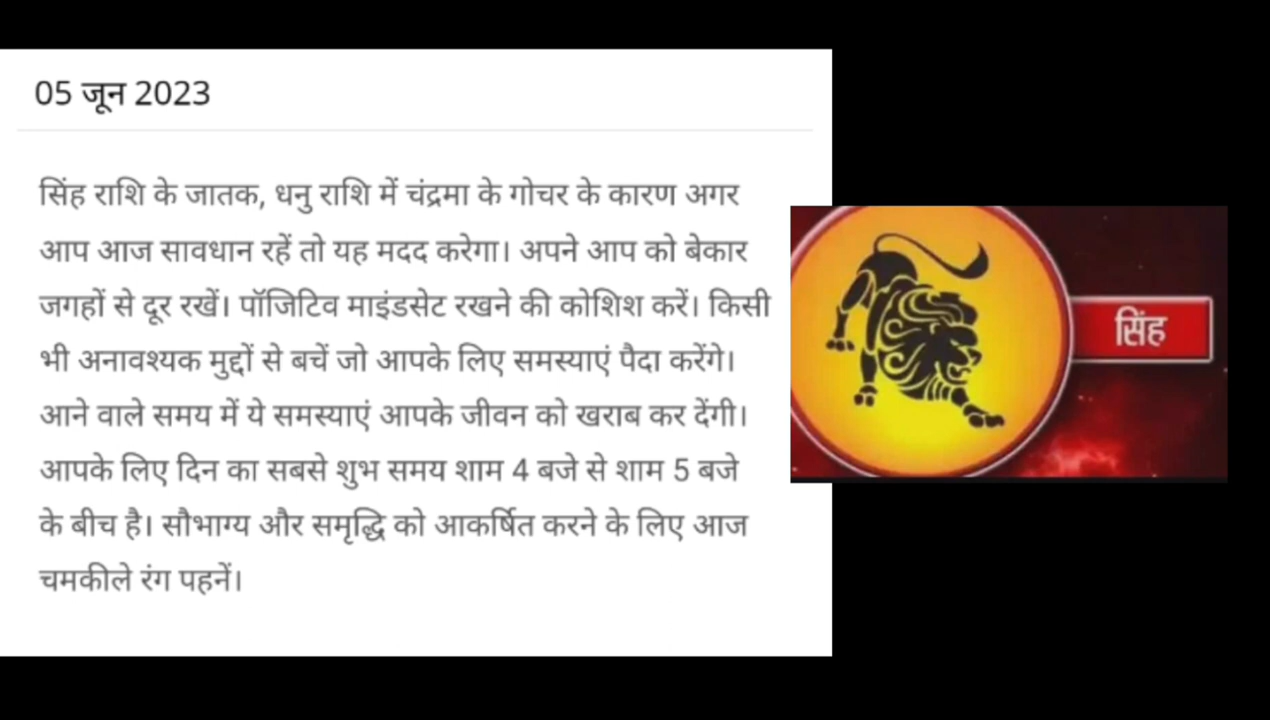 05 जून 2023
सिंह राशि के जातक, धनु राशि में चंद्रमा के गोचर के कारण अगर
आप आज सावधान रहें तो यह मदद करेगा। अपने आप को बेकार
जगहों से दूर रखें। पॉजिटिव माइंडसेट रखने की कोशिश करें। किसी
भी अनावश्यक मुद्दों से बचें जो आपके लिए समस्याएं पैदा करेंगे।
आने वाले समय में ये समस्याएं आपके जीवन को खराब कर देंगी।
आपके लिए दिन का सबसे शुभ समय शाम 4 बजे से शाम 5 बजे
के बीच है। सौभाग्य और समृद्धि को आकर्षित करने के लिए आज
चमकीले रंग पहनें।
सिंह